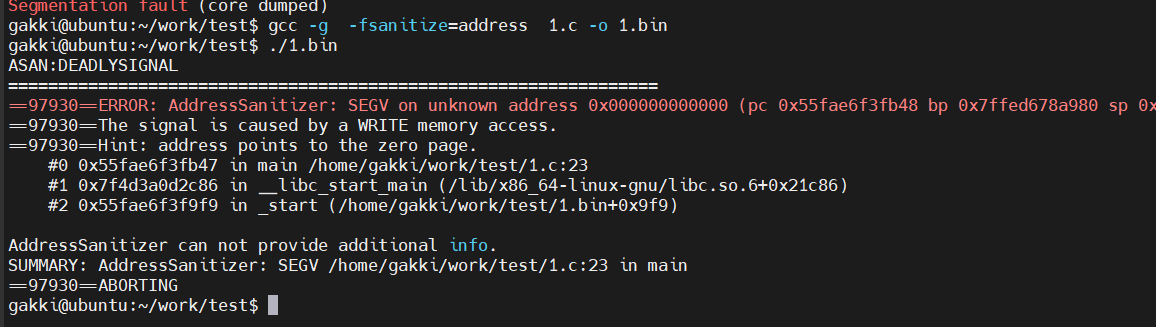 Segmentation fault (core dumped)
gakki@ubuntu:~/work/test$ gcc -g  -fsanitize=address  1.c -o 1.bin
gakki@ubuntu:~/work/test$ ./1.bin
ASAN:DEADLYSIGNAL
=================================================================
==97930==ERROR: AddressSanitizer: SEGV on unknown address 0x000000000000 (pc 0x55fae6f3fb48 bp 0x7ffed678a980 sp 0x
==97930==The signal is caused by a WRITE memory access.
==97930==Hint: address points to the zero page.
    #0 0x55fae6f3fb47 in main /home/gakki/work/test/1.c:23
    #1 0x7f4d3a0d2c86 in __libc_start_main (/lib/x86_64-linux-gnu/libc.so.6+0x21c86)
    #2 0x55fae6f3f9f9 in _start (/home/gakki/work/test/1.bin+0x9f9)

AddressSanitizer can not provide additional info.
SUMMARY: AddressSanitizer: SEGV /home/gakki/work/test/1.c:23 in main
==97930==ABORTING
gakki@ubuntu:~/work/test$